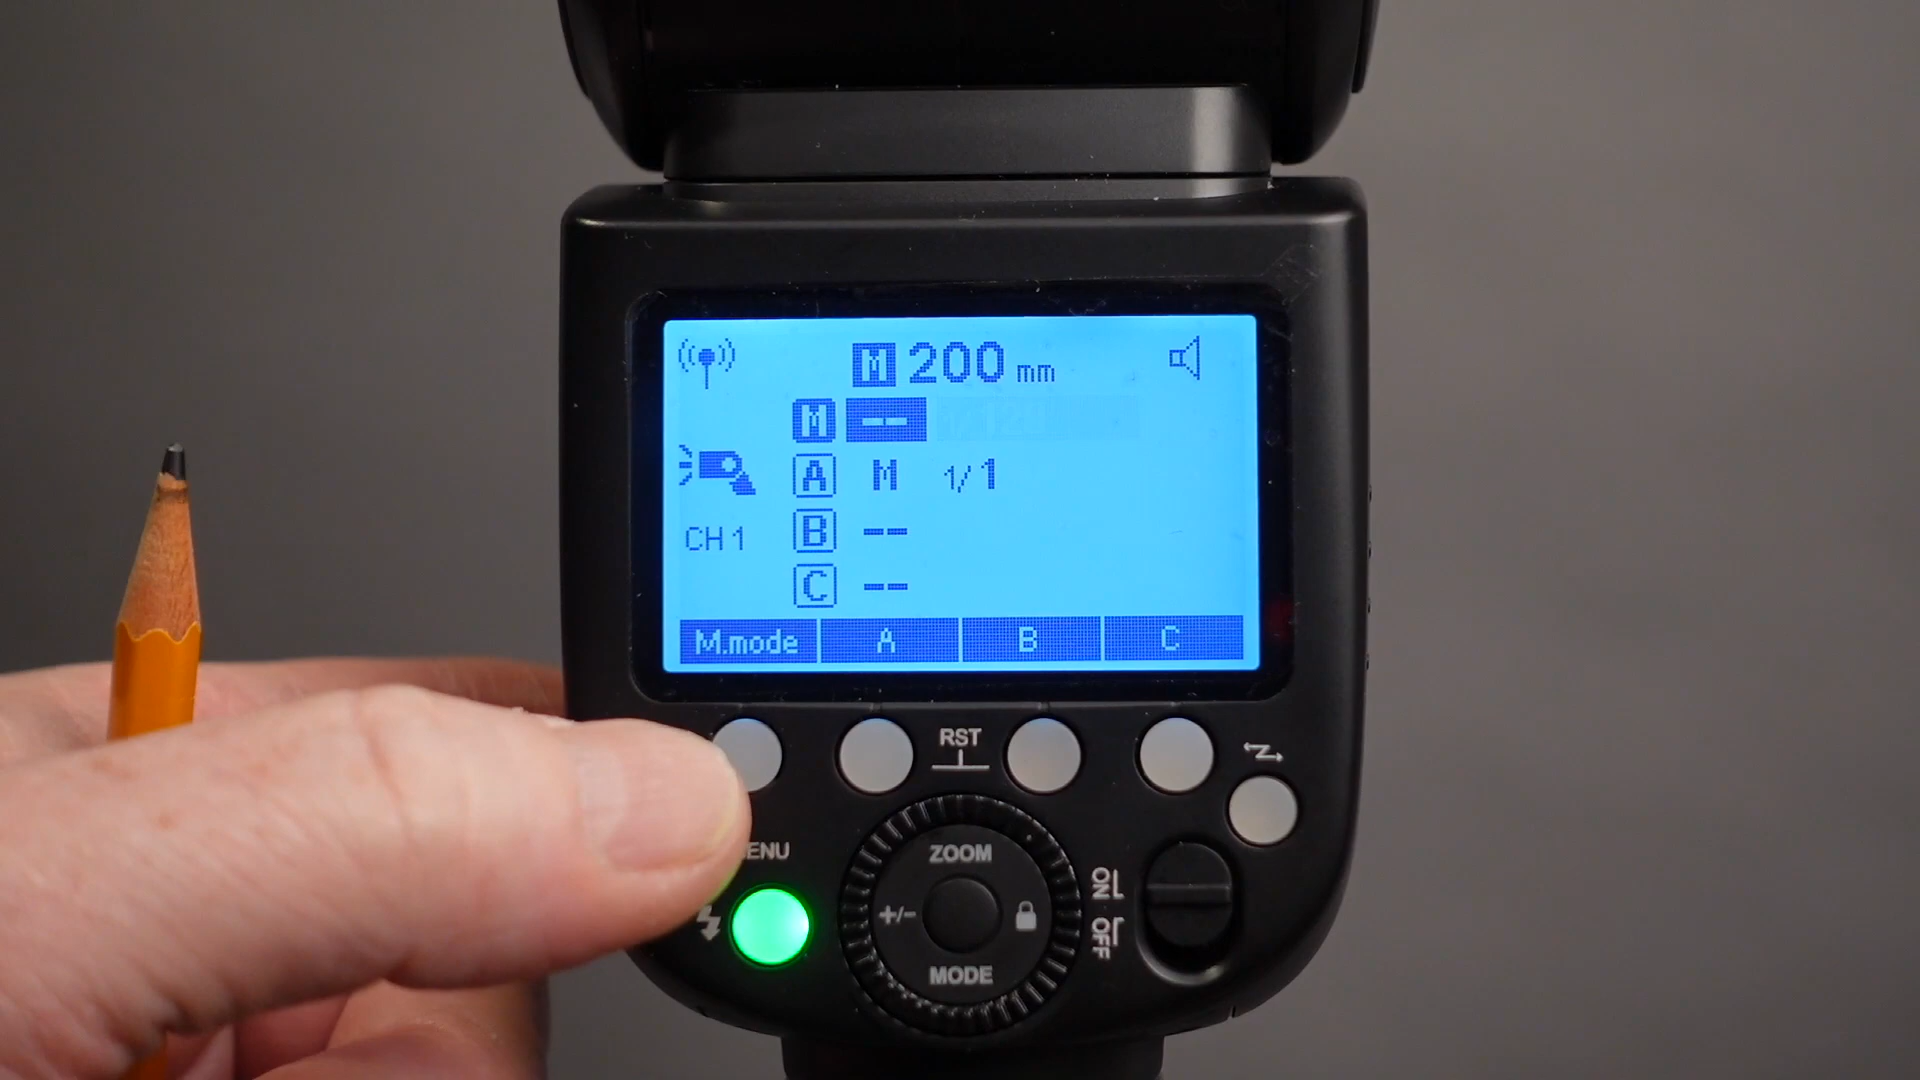 M 200 mm
M --
A M 1/1
CH 1 B --
C --
M.mode A B C
RST
ENU
ZOOM
+/-
ON
OFF
MODE